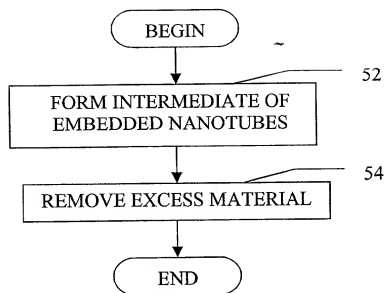 BEGIN
52
FORM INTERMEDIATE OF
EMBEDDED NANOTUBES
54
REMOVE EXCESS MATERIAL
END